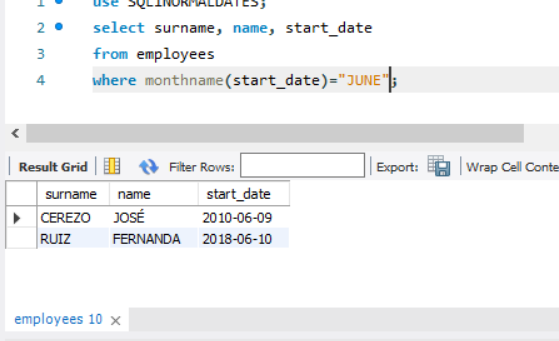 1 use SQLINORMALDATES;
2 select surname, name, start_date
3 from employees
4 where monthname(start_date)="JUNE";
Result Grid Filter Rows: Export: Wrap Cell Conte
surname name start_date
CEREZO JOSÉ 2010-06-09
RUIZ FERNANDA 2018-06-10
employees 10